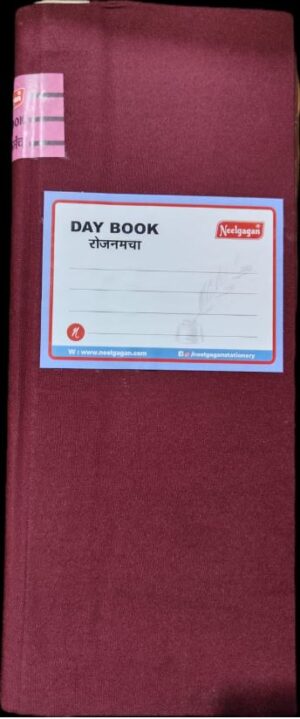 DAY BOOK
रोजनमचा
Neelgagan
W : www.neelgagan.com
/neelgaganstationery